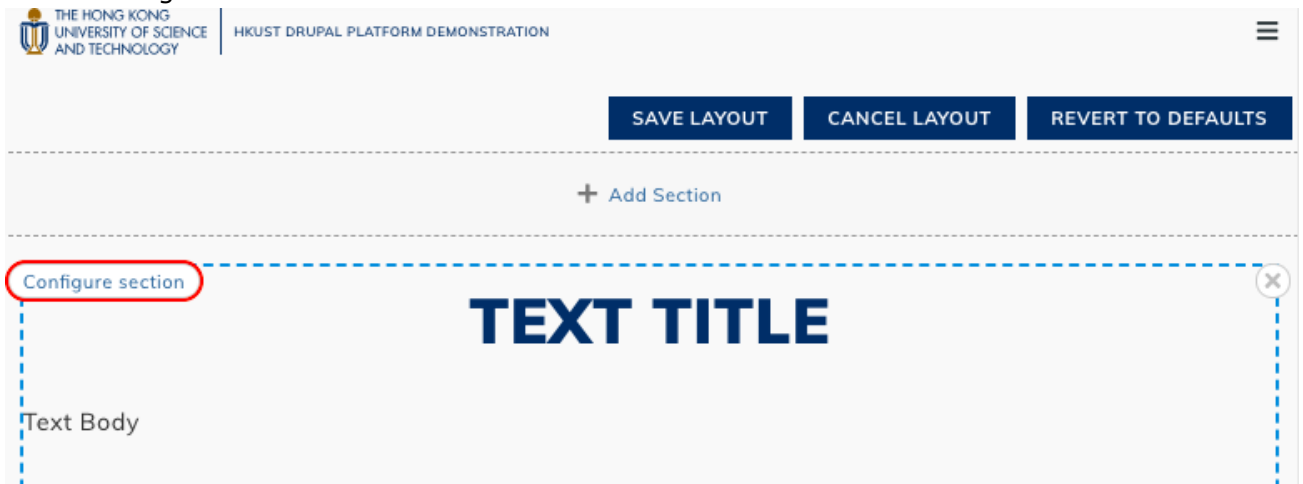 THE HONG KONG
UNIVERSITY OF SCIENCE
AND TECHNOLOGY
HKUST DRUPAL PLATFORM DEMONSTRATION
SAVE LAYOUT CANCEL LAYOUT REVERT TO DEFAULTS
+ Add Section
Configure section
TEXT TITLE
Text Body